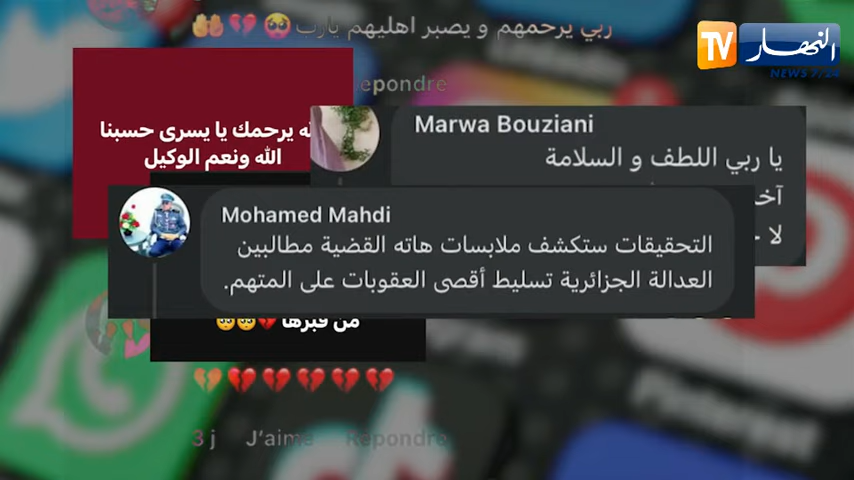 ربي يرحمهم و يصبر اهليهم يارب🥺💔🤲
النهار TV
NEWS 7/24
يرحمك يا يسرى حسبنا
الله ونعم الوكيل
Marwa Bouziani
يا ربي اللطف و السلامة
لا
Mohamed Mahdi
التحقيقات ستكشف ملابسات هاته القضية مطالبين
العدالة الجزائرية تسليط أقصى العقوبات على المتهم.
من قبرها 💔🥺🥺
💔💔💔💔💔💔
3 j J'aime Répondre
Pinterest